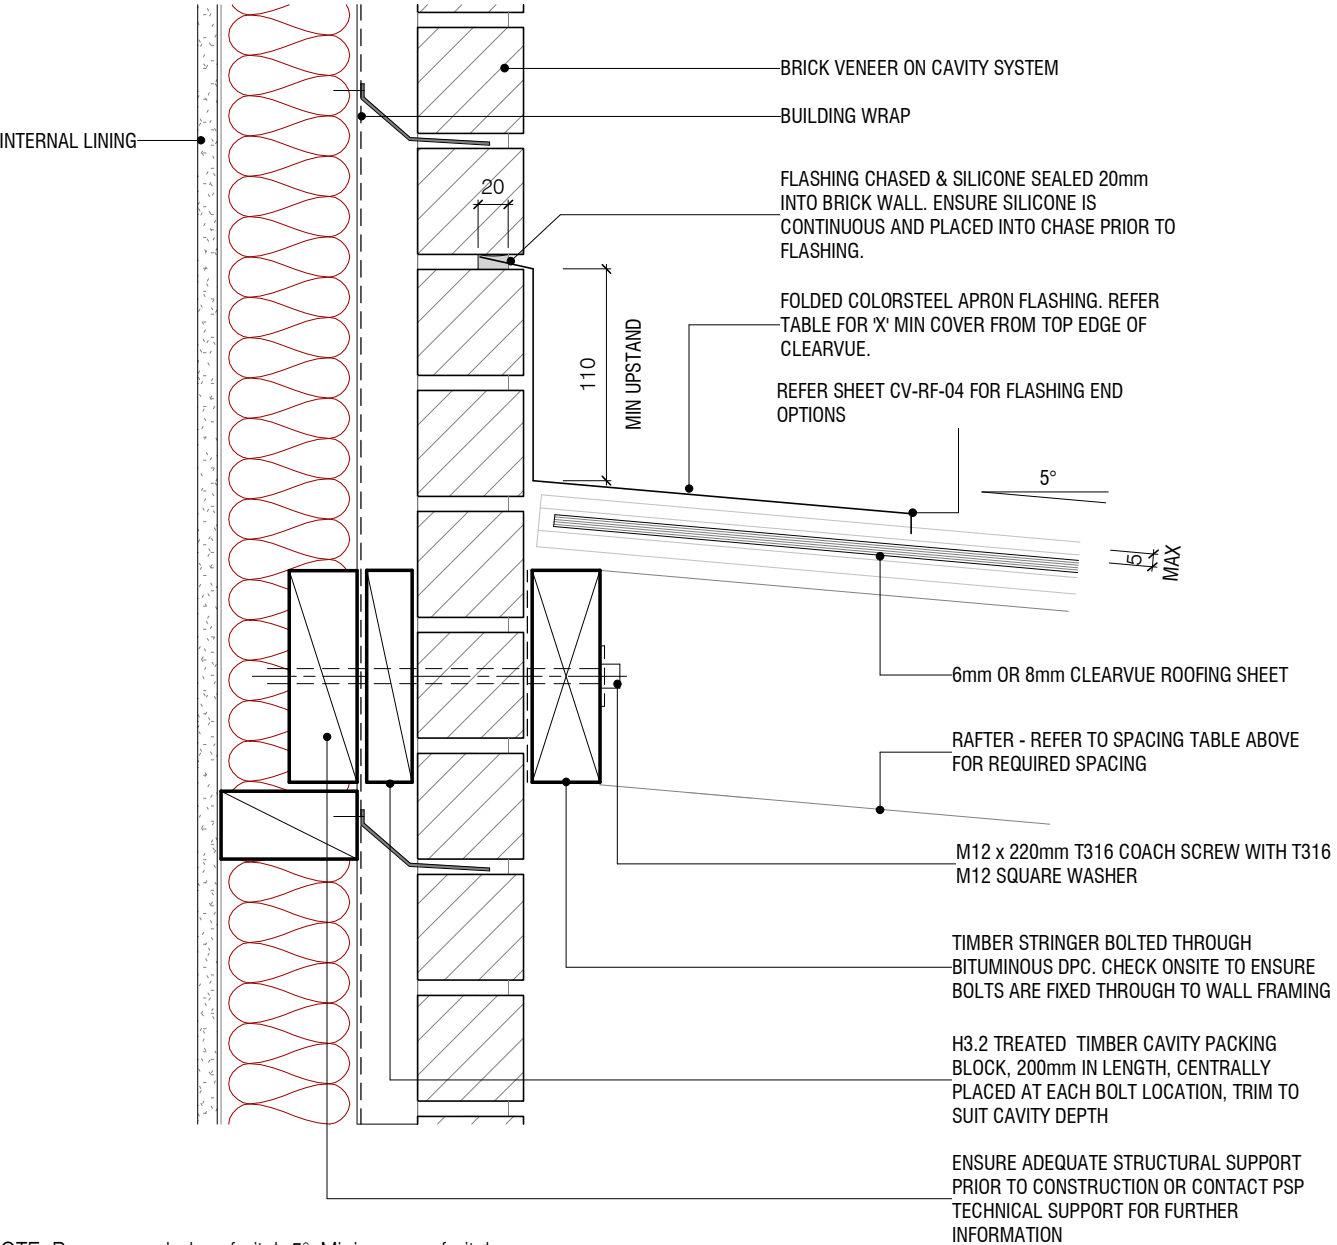 BRICK VENEER ON CAVITY SYSTEM
BUILDING WRAP
INTERNAL LINING
FLASHING CHASED & SILICONE SEALED 20mm
INTO BRICK WALL. ENSURE SILICONE IS
CONTINUOUS AND PLACED INTO CHASE PRIOR TO
FLASHING.
20
FOLDED COLORSTEEL APRON FLASHING. REFER
TABLE FOR 'X' MIN COVER FROM TOP EDGE OF
CLEARVUE.
110
MIN UPSTAND
REFER SHEET CV-RF-04 FOR FLASHING END
OPTIONS
5°
5
MAX
6mm OR 8mm CLEARVUE ROOFING SHEET
RAFTER - REFER TO SPACING TABLE ABOVE
FOR REQUIRED SPACING
M12 x 220mm T316 COACH SCREW WITH T316
M12 SQUARE WASHER
TIMBER STRINGER BOLTED THROUGH
BITUMINOUS DPC. CHECK ONSITE TO ENSURE
BOLTS ARE FIXED THROUGH TO WALL FRAMING
H3.2 TREATED TIMBER CAVITY PACKING
BLOCK, 200mm IN LENGTH, CENTRALLY
PLACED AT EACH BOLT LOCATION, TRIM TO
SUIT CAVITY DEPTH
ENSURE ADEQUATE STRUCTURAL SUPPORT
PRIOR TO CONSTRUCTION OR CONTACT PSP
TECHNICAL SUPPORT FOR FURTHER
INFORMATION